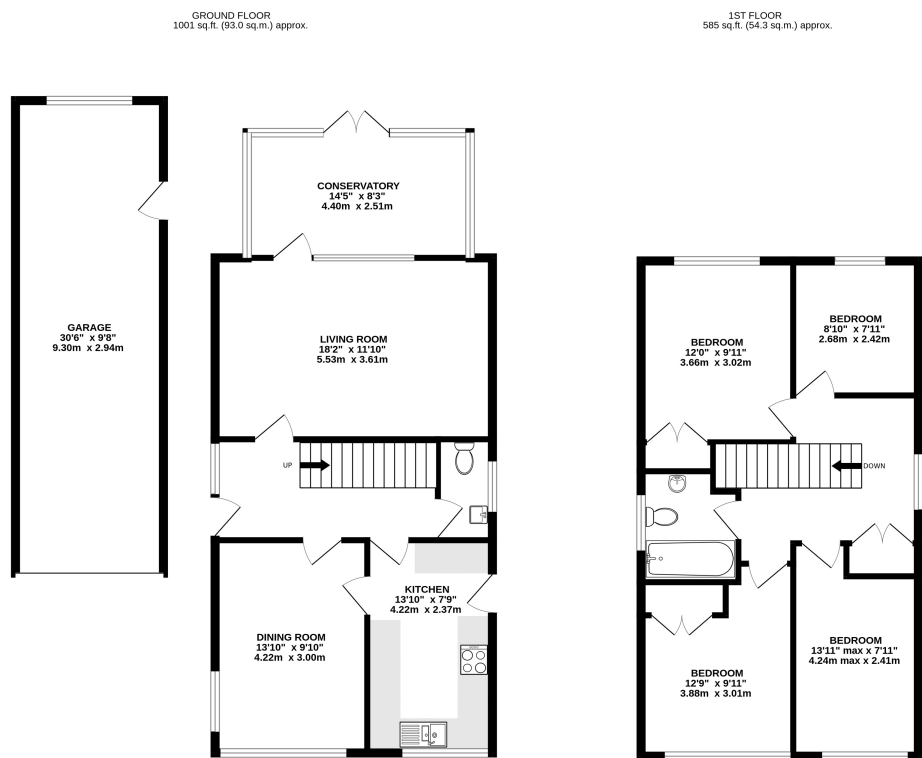 GROUND FLOOR
1001 sq.ft. (93.0 sq.m.) approx.
1ST FLOOR
585 sq.ft. (54.3 sq.m.) approx.
GARAGE
30'6" x 9'8"
9.30m x 2.94m
CONSERVATORY
14'5" x 8'3"
4.40m x 2.51m
LIVING ROOM
18'2" x 11'10"
5.53m x 3.61m
UP
KITCHEN
13'10" x 7'9"
4.22m x 2.37m
DINING ROOM
13'10" x 9'10"
4.22m x 3.00m
BEDROOM
12'0" x 9'11"
3.66m x 3.02m
BEDROOM
8'10" x 7'11"
2.68m x 2.42m
DOWN
BEDROOM
12'9" x 9'11"
3.88m x 3.01m
BEDROOM
13'11" max x 7'11"
4.24m max x 2.41m